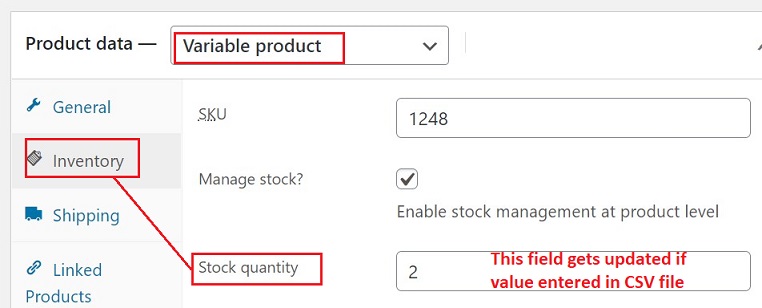 Product data — Variable product
General
SKU
1248
Inventory
Manage stock?
Enable stock management at product level
Shipping
Stock quantity
2
This field gets updated if
value entered in CSV file
Linked
Products